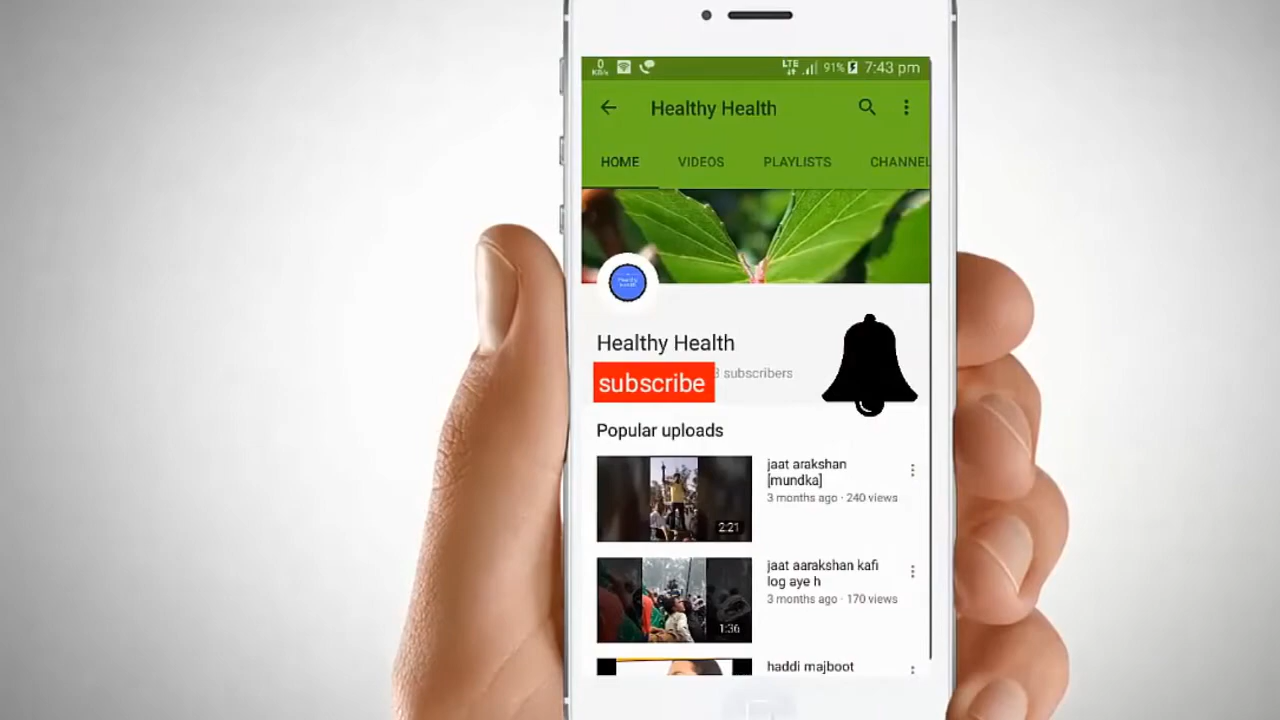 0
KB/s
LTE
91%
7:43 pm
Healthy Health
HOME VIDEOS PLAYLISTS CHANNEL
Healthy Health
subscribe
3 subscribers
Popular uploads
jaat arakshan
[mundka]
3 months ago · 240 views
2:21
jaat aarakshan kafi
log aye h
3 months ago · 170 views
1:36
haddi majboot